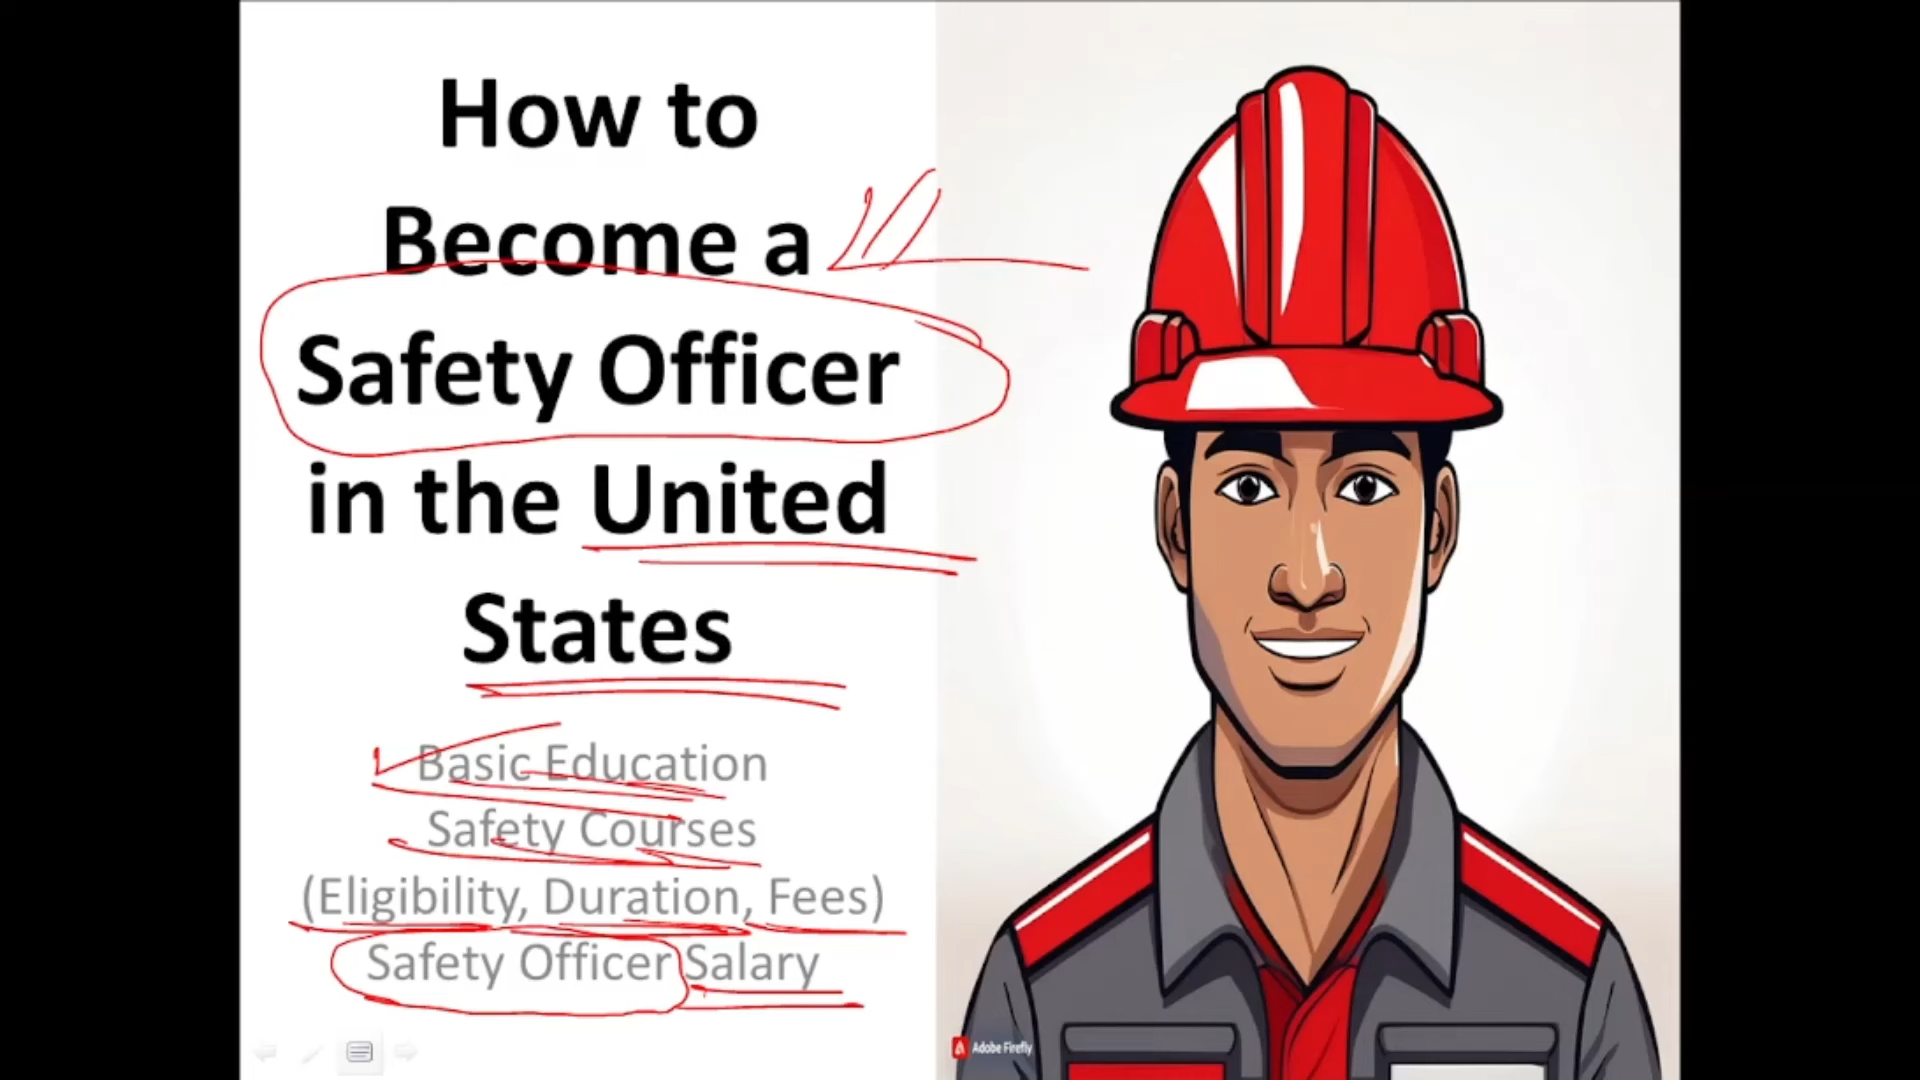 How to
Become a
Safety Officer
in the United
States
Basic Education
Safety Courses
(Eligibility, Duration, Fees)
Safety Officer Salary
Adobe Firefly